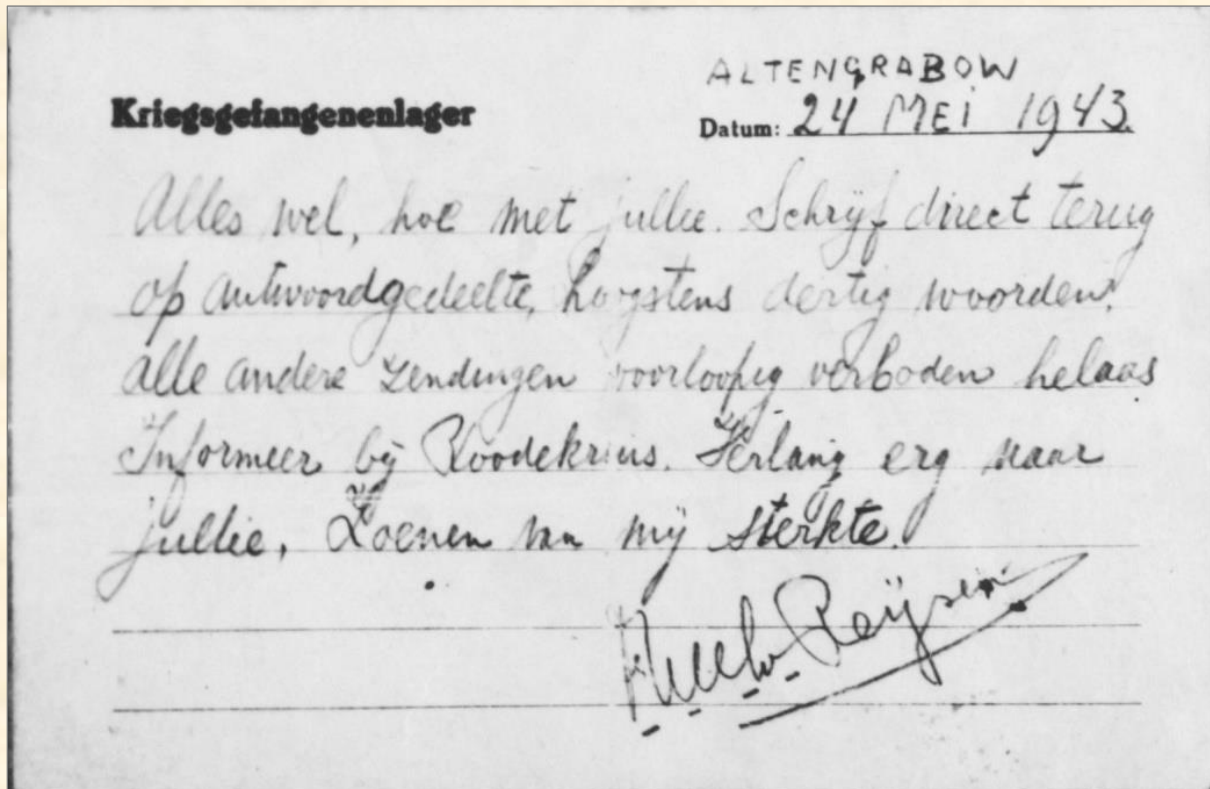 ALTENGRABOW
Kriegsgefangenenlager
Datum: 24 MEI 1943.
Alles wel, hoe met jullie. Schrijf direct terug
op antwoordgedeelte, hoogstens dertig woorden.
alle andere zendingen voorloopig verboden helaas
Informeer bij Roodekruis. Verlang erg naar
jullie, Zoenen van mij sterkte.